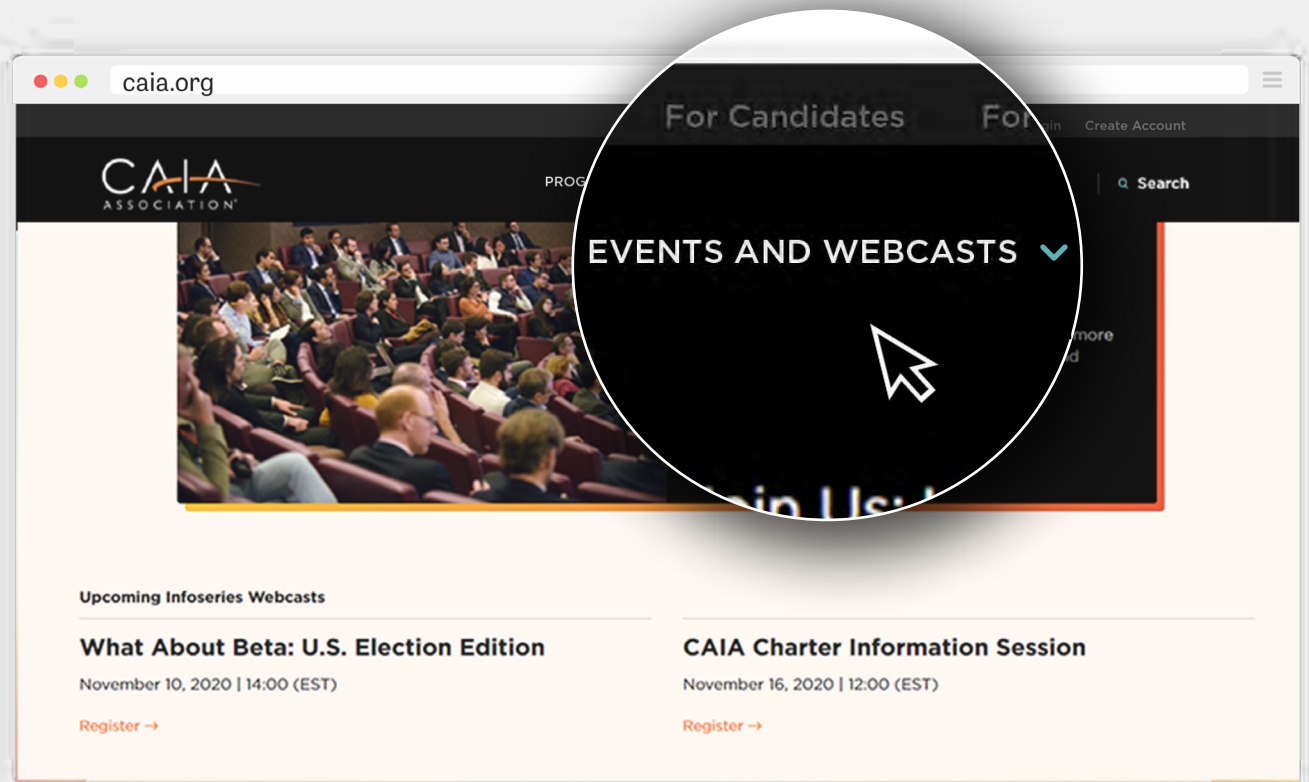 caia.org
For Candidates For
Create Account
CAIA
ASSOCIATION
PROG
EVENTS AND WEBCASTS
Search
more
Join Us:
Upcoming Infoseries Webcasts
What About Beta: U.S. Election Edition
November 10, 2020 | 14:00 (EST)
Register →
CAIA Charter Information Session
November 16, 2020 | 12:00 (EST)
Register →